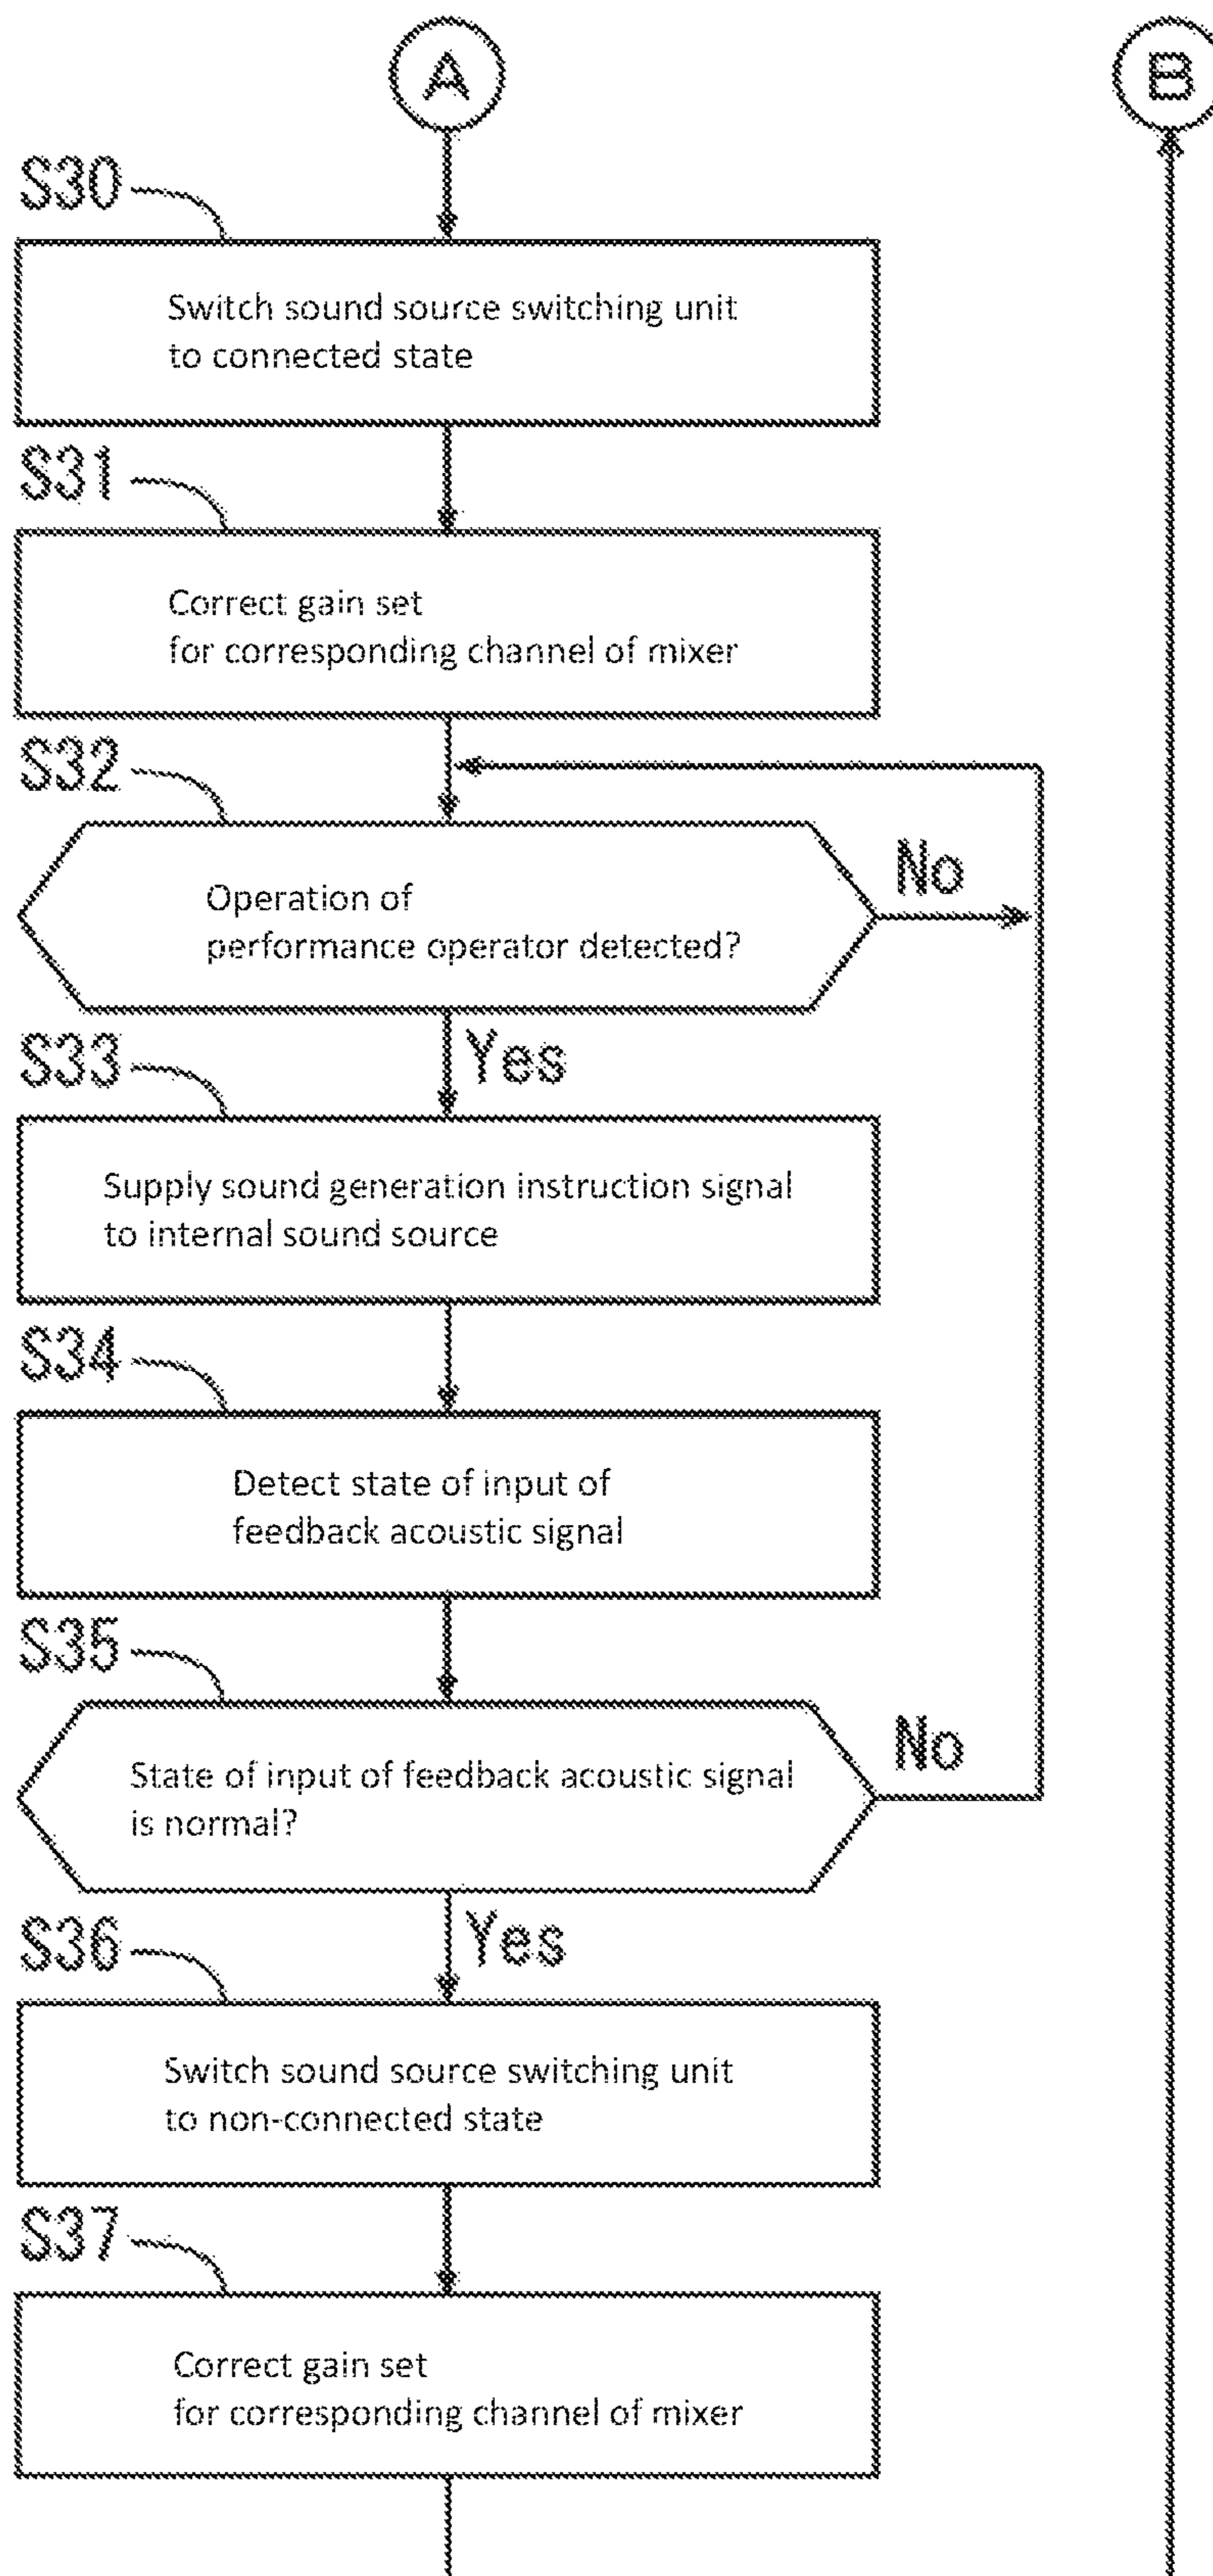 A
B
S30
Switch sound source switching unit
to connected state
S31
Correct gain set
for corresponding channel of mixer
S32
Operation of
performance operator detected?
No
Yes
S33
Supply sound generation instruction signal
to internal sound source
S34
Detect state of input of
feedback acoustic signal
S35
State of input of feedback acoustic signal
is normal?
No
Yes
S36
Switch sound source switching unit
to non-connected state
S37
Correct gain set
for corresponding channel of mixer